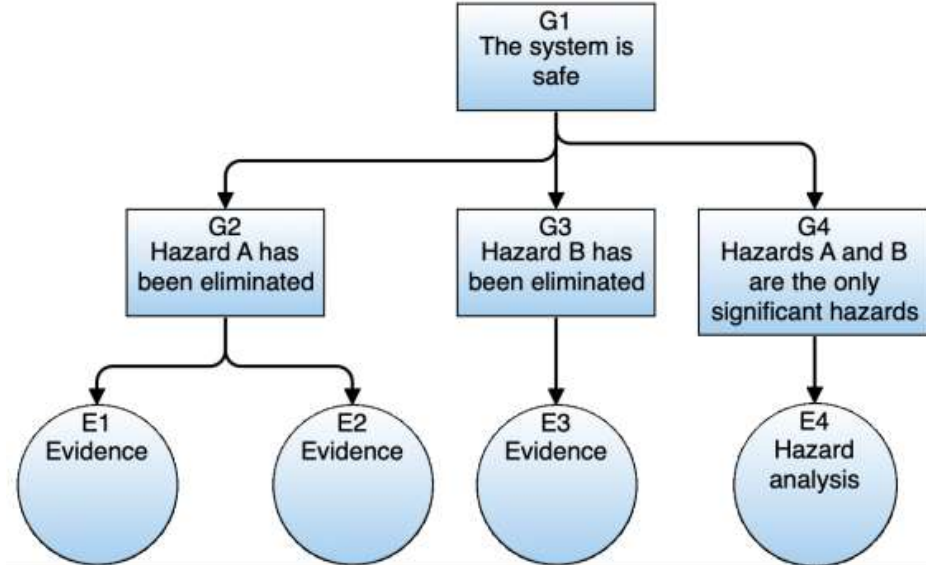 G1
The system is
safe
G2
Hazard A has
been eliminated
G3
Hazard B has
been eliminated
G4
Hazards A and B
are the only
significant hazards
E1
Evidence
E2
Evidence
E3
Evidence
E4
Hazard
analysis